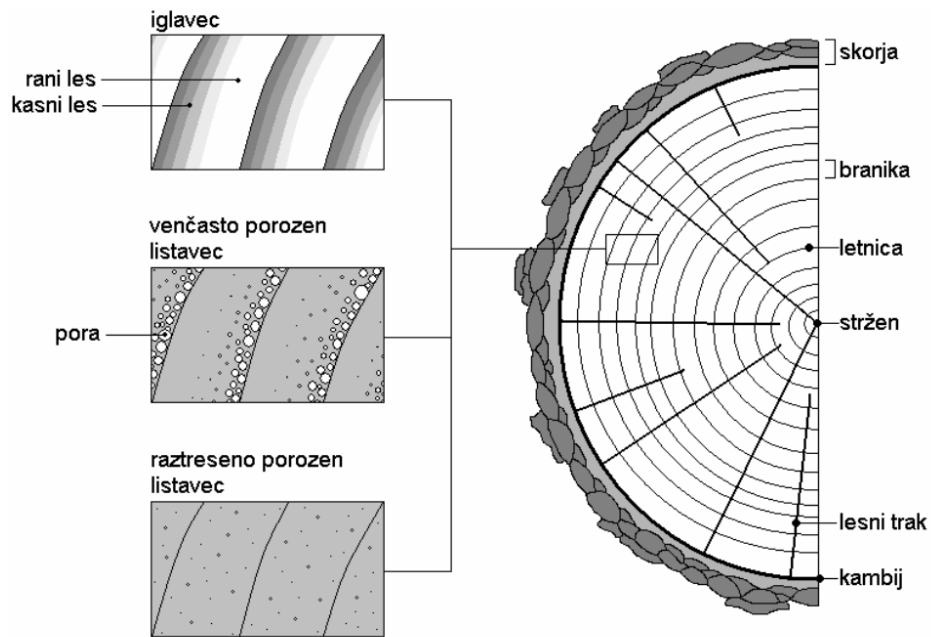 iglavec
rani les
kasni les
venčasto porozen
listavec
pora
raztreseno porozen
listavec
skorja
branika
letnica
stržen
lesni trak
kambij